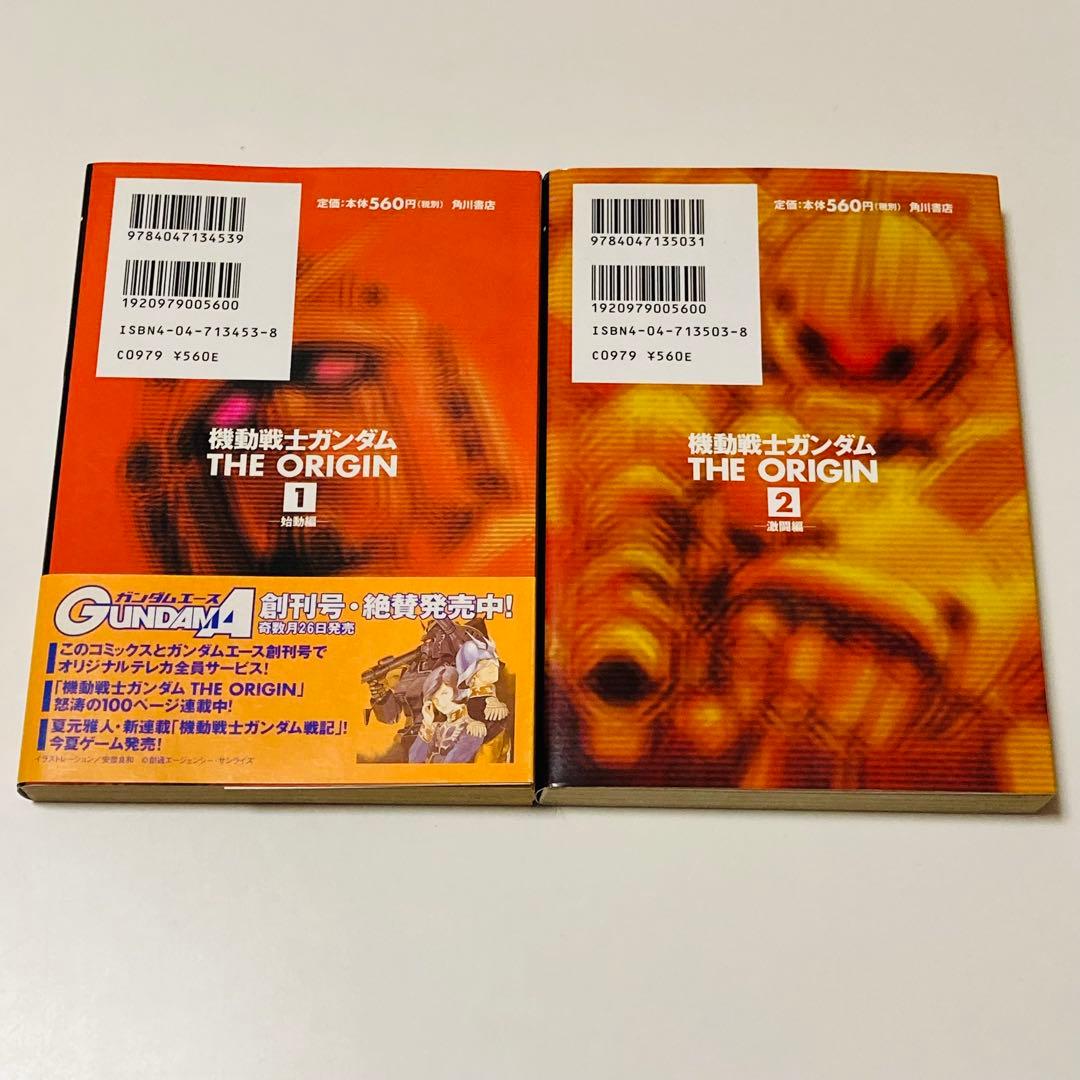 9784047134539
1920979005600
ISBN4-04-713453-8
C0979 ¥560E
定価:本体560円(税別) 角川書店
機動戦士ガンダム
THE ORIGIN
1
始動編
ガンダムエース
GUNDAM A
創刊号・絶賛発売中!
奇数月26日発売
このコミックスとガンダムエース創刊号で
オリジナルテレカ全員サービス!
「機動戦士ガンダム THE ORIGIN」
怒涛の100ページ連載中!
夏元雅人・新連載「機動戦士ガンダム戦記」!
今夏ゲーム発売!
イラストレーション/安彦良和 ©創通エージェンシー・サンライズ
9784047135031
1920979005600
ISBN4-04-713503-8
C0979 ¥560E
定価:本体560円(税別) 角川書店
機動戦士ガンダム
THE ORIGIN
2
激闘編